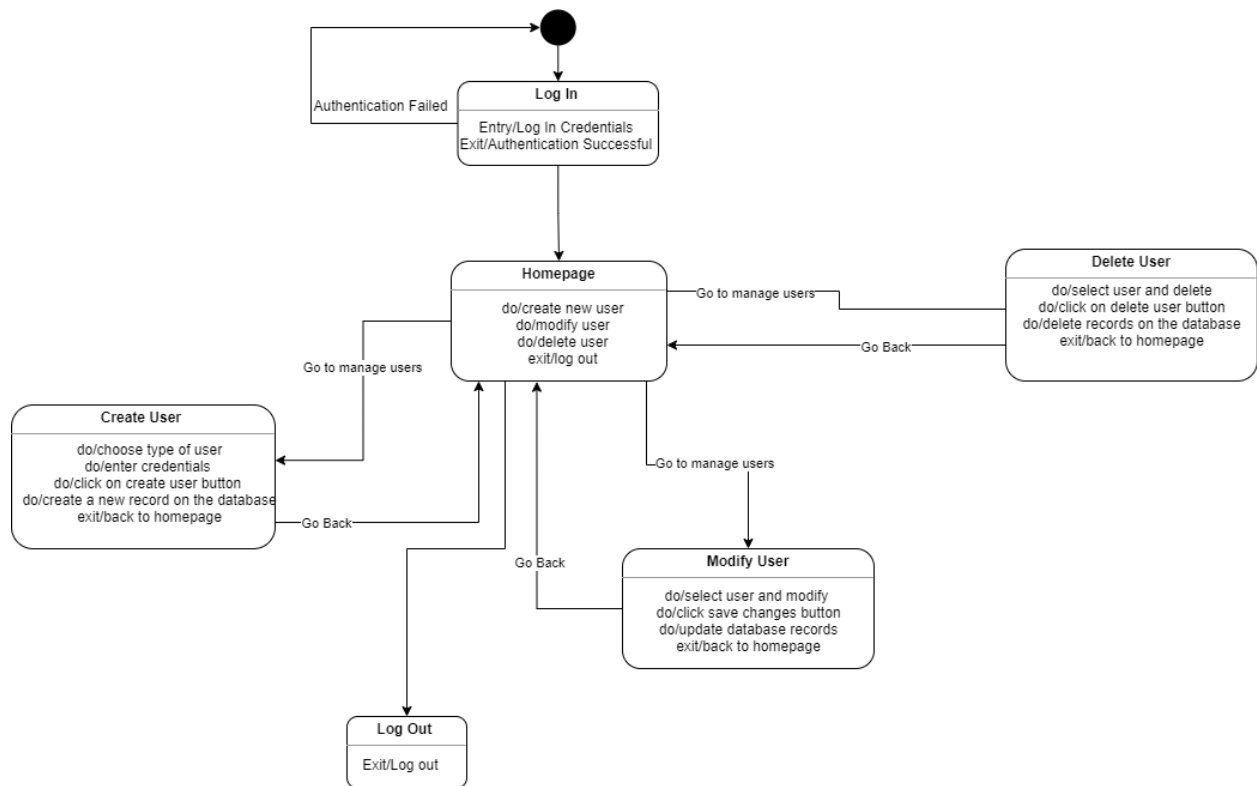 Authentication Failed
Log In
Entry/Log In Credentials
Exit/Authentication Successful
Homepage
do/create new user
do/modify user
do/delete user
exit/log out
Go to manage users
Delete User
do/select user and delete
do/click on delete user button
do/delete records on the database
exit/back to homepage
Go Back
Go to manage users
Create User
do/choose type of user
do/enter credentials
do/click on create user button
do/create a new record on the database
exit/back to homepage
Go Back
Go to manage users
Go Back
Modify User
do/select user and modify
do/click save changes button
do/update database records
exit/back to homepage
Log Out
Exit/Log out